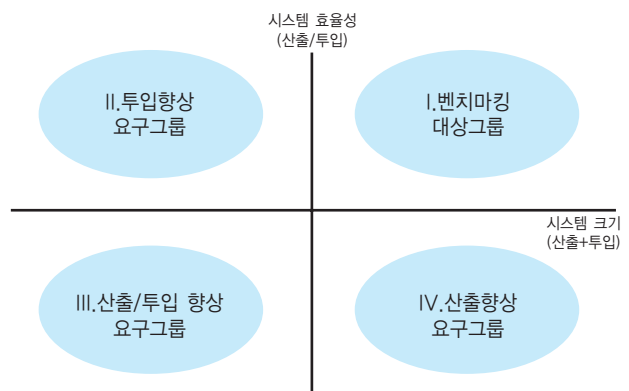 시스템 효율성
(산출/투입)
II.투입향상
요구그룹
I.벤치마킹
대상그룹
시스템 크기
(산출+투입)
III.산출/투입 향상
요구그룹
IV.산출향상
요구그룹